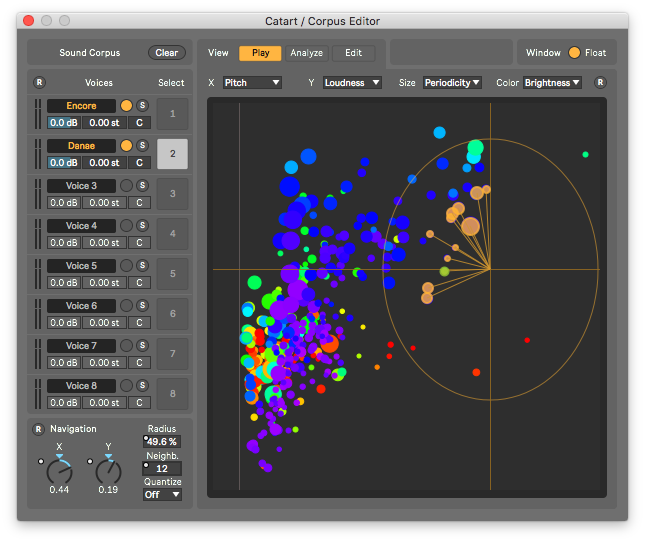 Catart / Corpus Editor
Sound Corpus Clear View Play Analyze Edit Window Float
R Voices Select X Pitch Y Loudness Size Periodicity Color Brightness R
Encore S 1
0.0 dB 0.00 st C
Danae S 2
0.0 dB 0.00 st C
Voice 3 S 3
0.0 dB 0.00 st C
Voice 4 S 4
0.0 dB 0.00 st C
Voice 5 S 5
0.0 dB 0.00 st C
Voice 6 S 6
0.0 dB 0.00 st C
Voice 7 S 7
0.0 dB 0.00 st C
Voice 8 S 8
0.0 dB 0.00 st C
R Navigation Radius
X Y 49.6 %
Neighb.
12
Quantize
0.44 0.19 Off